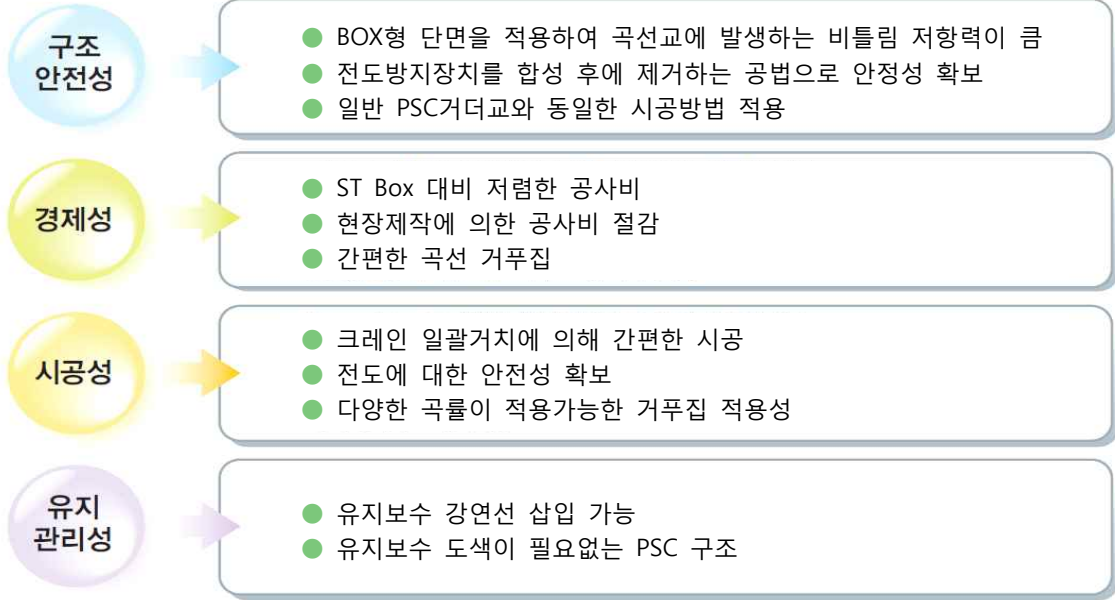 구조
안전성
● BOX형 단면을 적용하여 곡선교에 발생하는 비틀림 저항력이 큼
● 전도방지장치를 합성 후에 제거하는 공법으로 안정성 확보
● 일반 PSC거더교와 동일한 시공방법 적용
경제성
● ST Box 대비 저렴한 공사비
● 현장제작에 의한 공사비 절감
● 간편한 곡선 거푸집
시공성
● 크레인 일괄거치에 의해 간편한 시공
● 전도에 대한 안전성 확보
● 다양한 곡률이 적용가능한 거푸집 적용성
유지
관리성
● 유지보수 강연선 삽입 가능
● 유지보수 도색이 필요없는 PSC 구조